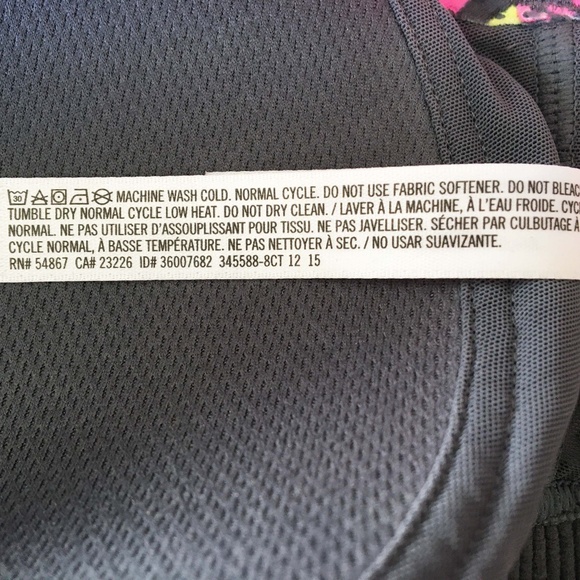 30 MACHINE WASH COLD. NORMAL CYCLE. DO NOT USE FABRIC SOFTENER. DO NOT BLEAC
TUMBLE DRY NORMAL CYCLE LOW HEAT. DO NOT DRY CLEAN. / LAVER À LA MACHINE, À L'EAU FROIDE. CYC
NORMAL. NE PAS UTILISER D'ASSOUPLISSANT POUR TISSU. NE PAS JAVELLISER. SÉCHER PAR CULBUTAGE À
CYCLE NORMAL, À BASSE TEMPÉRATURE. NE PAS NETTOYER À SEC. / NO USAR SUAVIZANTE.
RN# 54867 CA# 23226 ID# 36007682 345588-8CT 12 15